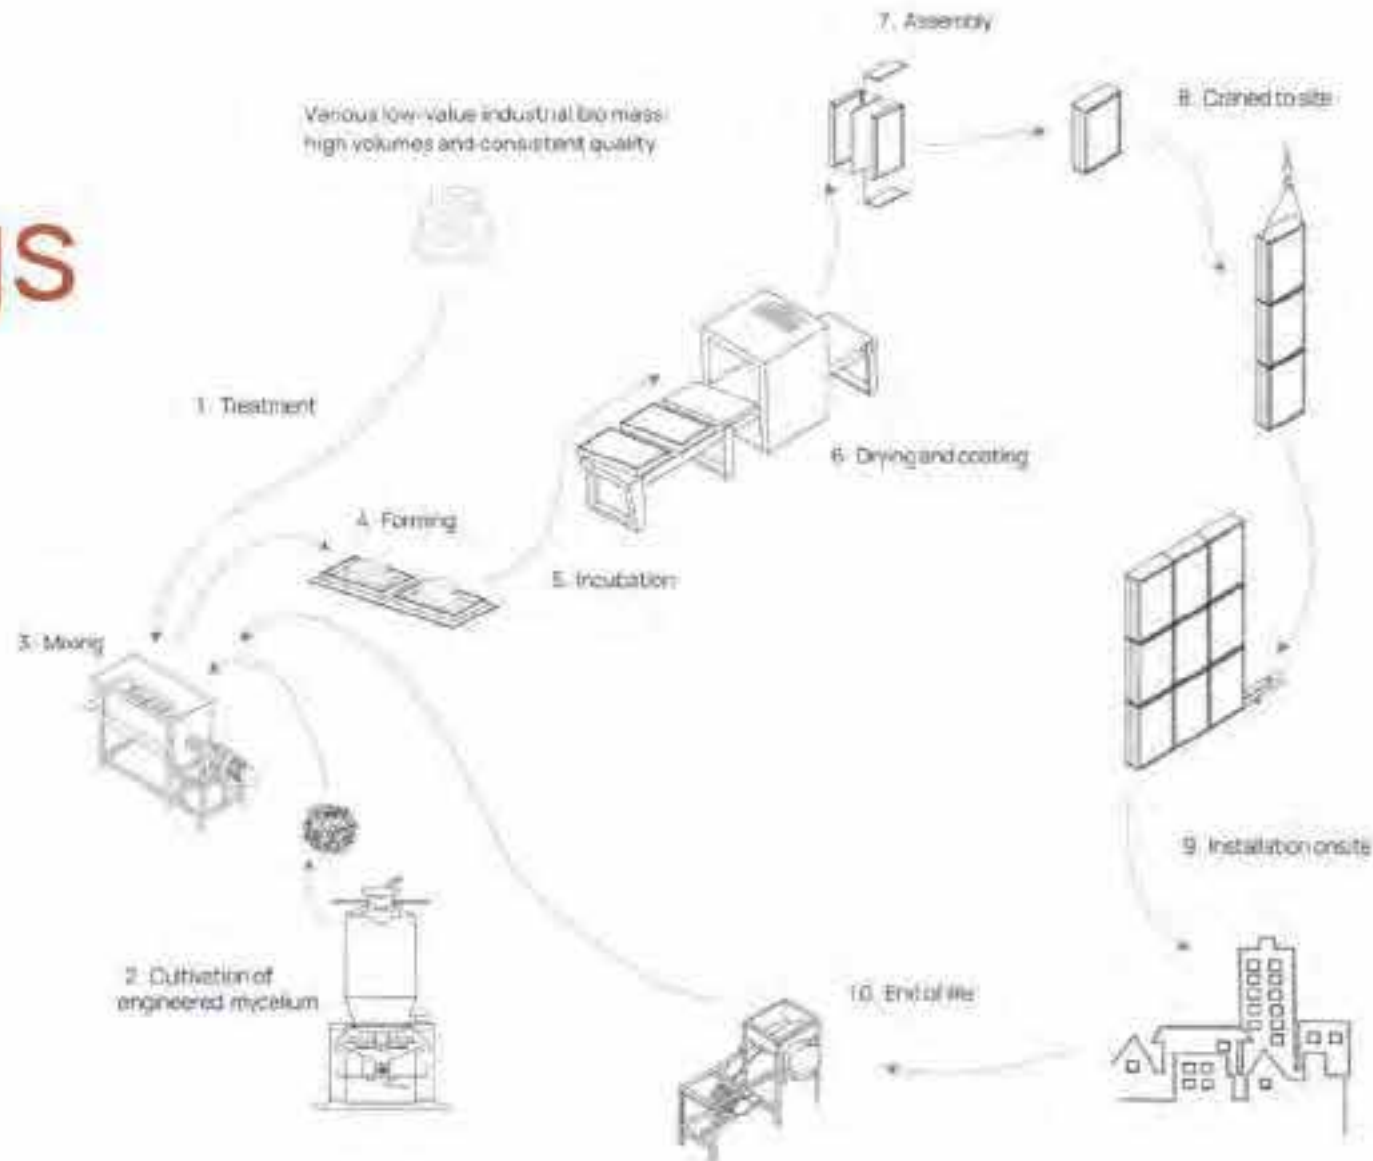 7. Assembly
Various low-value industrial bio mass:
high volumes and consistent quality
8. Craned to site
gs
1. Treatment
6. Drying and coating
4. Forming
5. Incubation
3. Mixing
9. Installation onsite
2. Cultivation of
engineered mycelium
10. End of life